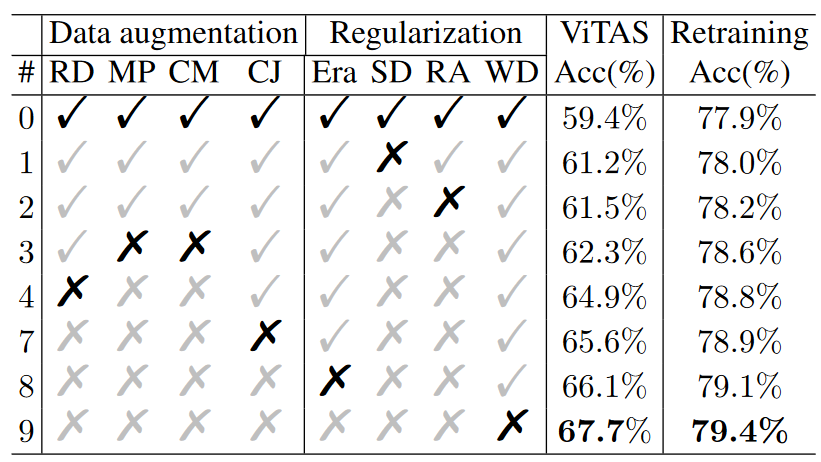 Data augmentation Regularization ViTAS Retraining
# RD MP CM CJ Era SD RA WD Acc(%) Acc(%)
0 ✓ ✓ ✓ ✓ ✓ ✓ ✓ ✓ 59.4% 77.9%
1 ✓ ✓ ✓ ✓ ✓ ✗ ✓ ✓ 61.2% 78.0%
2 ✓ ✓ ✓ ✓ ✓ ✗ ✗ ✓ 61.5% 78.2%
3 ✓ ✗ ✗ ✓ ✓ ✗ ✗ ✓ 62.3% 78.6%
4 ✗ ✗ ✗ ✓ ✓ ✗ ✗ ✓ 64.9% 78.8%
7 ✗ ✗ ✗ ✗ ✓ ✗ ✗ ✓ 65.6% 78.9%
8 ✗ ✗ ✗ ✗ ✗ ✗ ✗ ✓ 66.1% 79.1%
9 ✗ ✗ ✗ ✗ ✗ ✗ ✗ ✗ 67.7% 79.4%